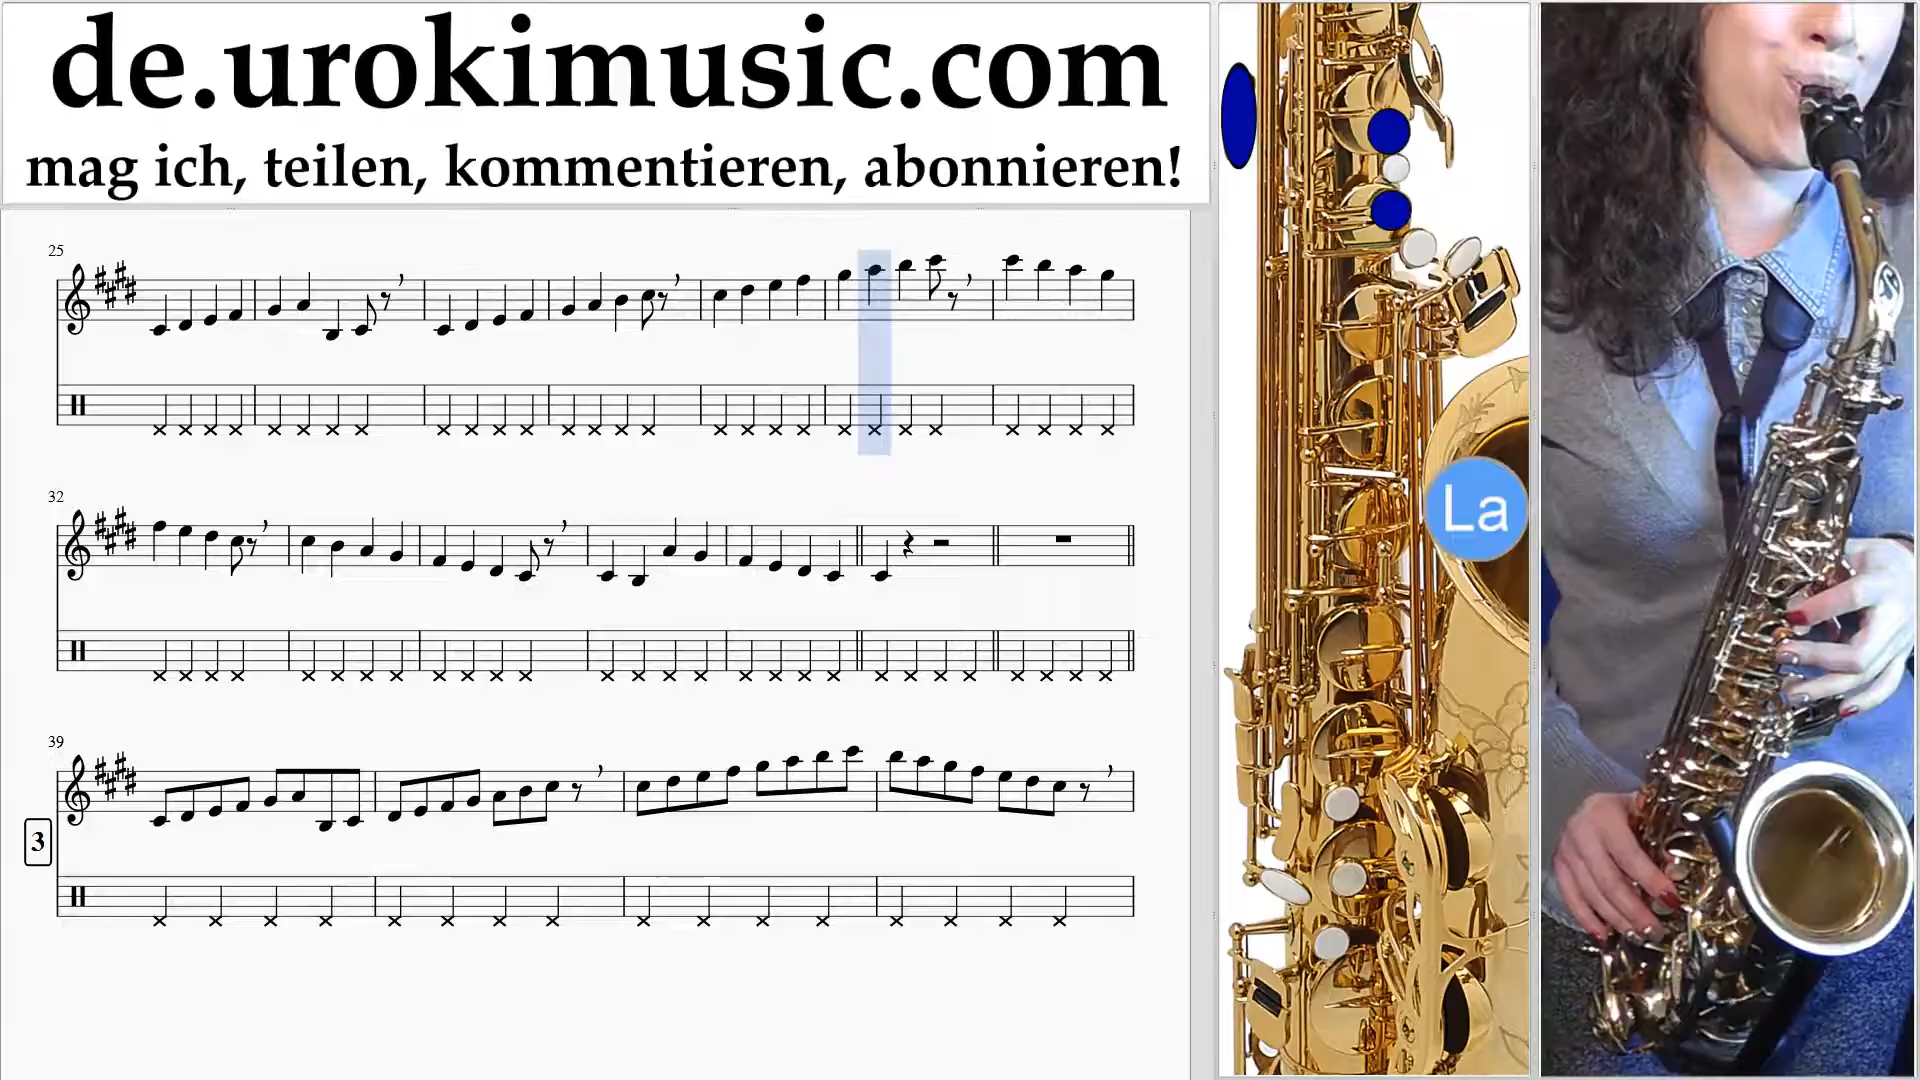 de.urokimusic.com
mag ich, teilen, kommentieren, abonnieren!
25
La
32
39
3